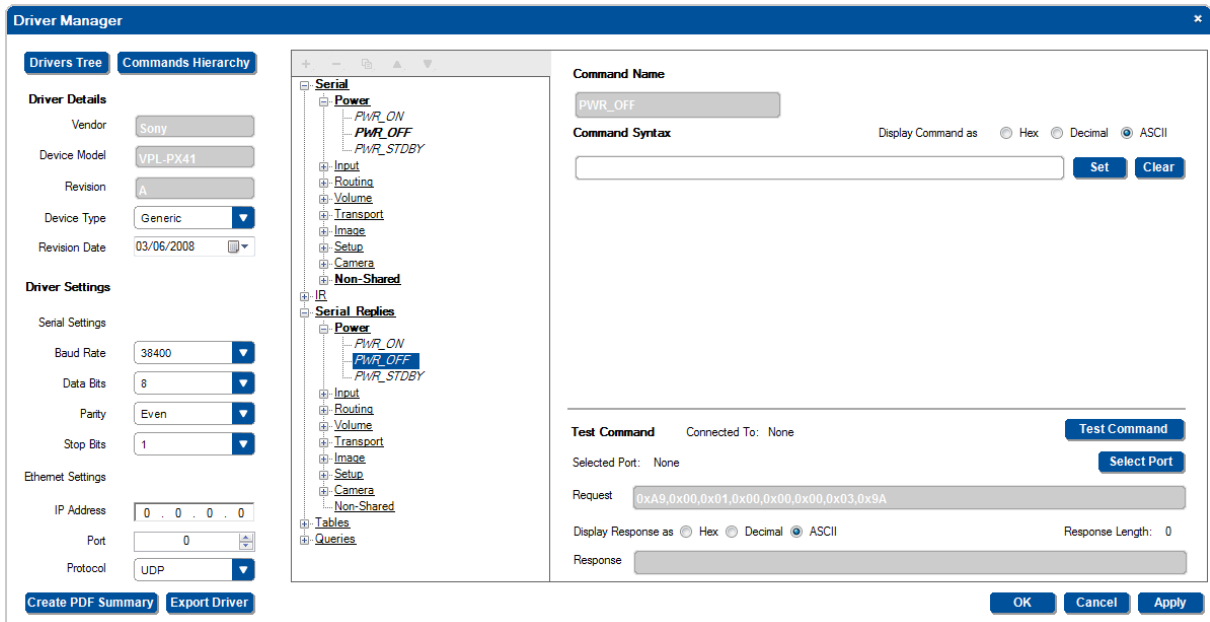 Driver Manager
Drivers Tree
Commands Hierarchy
Driver Details
Vendor
Sony
Device Model
VPL-PX41
Revision
A
Device Type
Generic
Revision Date
03/06/2008
Driver Settings
Serial Settings
Baud Rate
38400
Data Bits
8
Parity
Even
Stop Bits
1
Ethernet Settings
IP Address
0 . 0 . 0 . 0
Port
0
Protocol
UDP
Create PDF Summary
Export Driver
Serial
Power
PWR_ON
PWR_OFF
PWR_STDBY
Input
Routing
Volume
Transport
Image
Setup
Camera
Non-Shared
IR
Serial Replies
Power
PWR_ON
PWR_OFF
PWR_STDBY
Input
Routing
Volume
Transport
Image
Setup
Camera
Non-Shared
Tables
Queries
Command Name
PWR_OFF
Command Syntax
Display Command as
Hex
Decimal
ASCII
Set
Clear
Test Command
Connected To: None
Test Command
Selected Port: None
Select Port
Request
0xA9,0x00,0x01,0x00,0x00,0x00,0x03,0x9A
Display Response as
Hex
Decimal
ASCII
Response Length: 0
Response
OK
Cancel
Apply